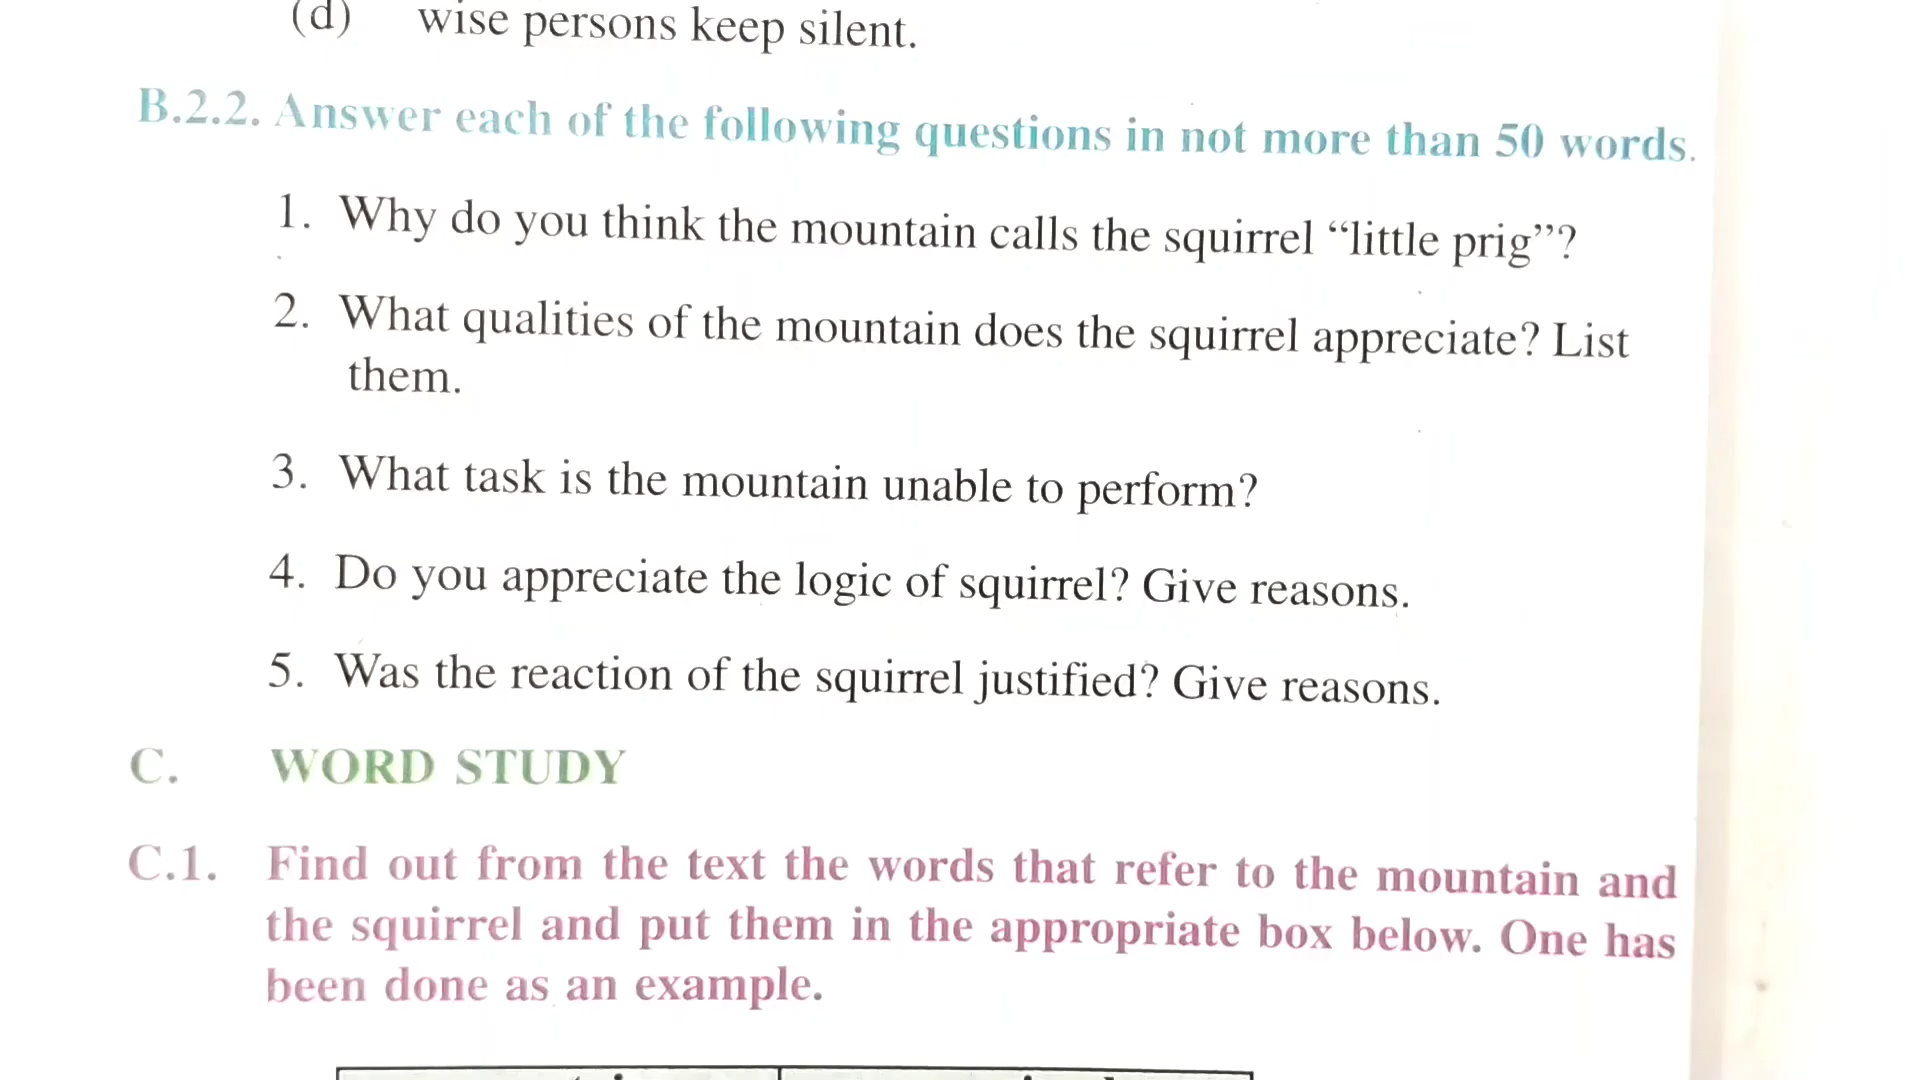 (d) wise persons keep silent.
B.2.2. Answer each of the following questions in not more than 50 words.
1. Why do you think the mountain calls the squirrel “little prig”?
2. What qualities of the mountain does the squirrel appreciate? List
them.
3. What task is the mountain unable to perform?
4. Do you appreciate the logic of squirrel? Give reasons.
5. Was the reaction of the squirrel justified? Give reasons.
C. WORD STUDY
C.1. Find out from the text the words that refer to the mountain and
the squirrel and put them in the appropriate box below. One has
been done as an example.